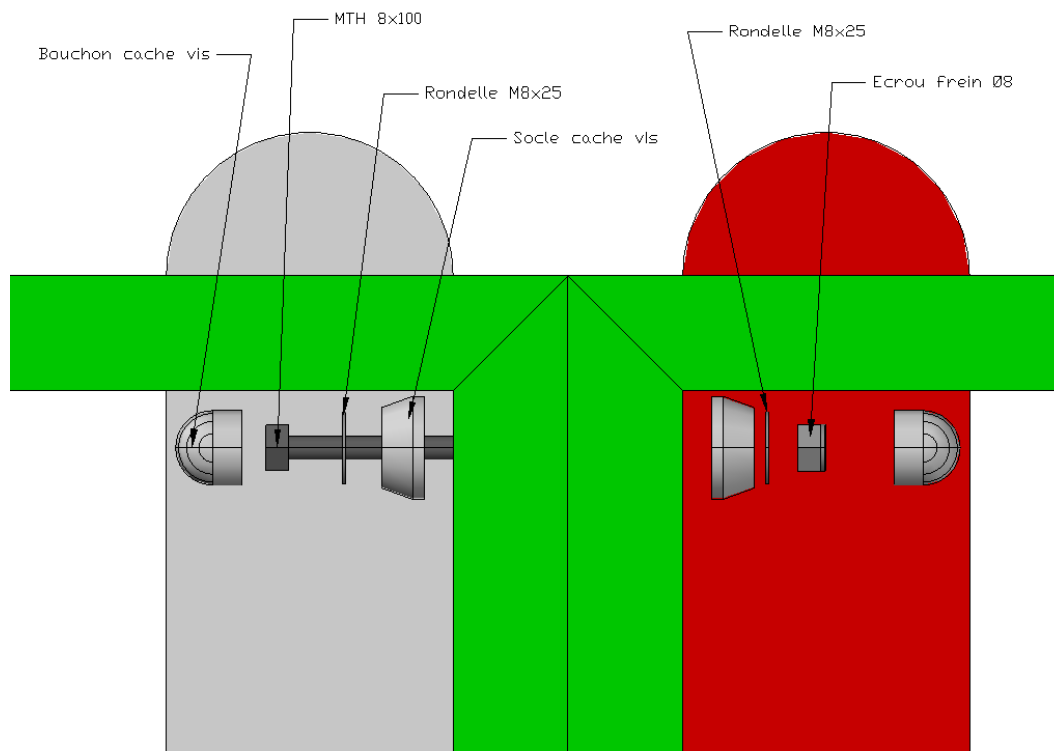 MTH 8x100
Rondelle M8x25
Bouchon cache vis
Ecrou frein Ø8
Rondelle M8x25
Socle cache vis